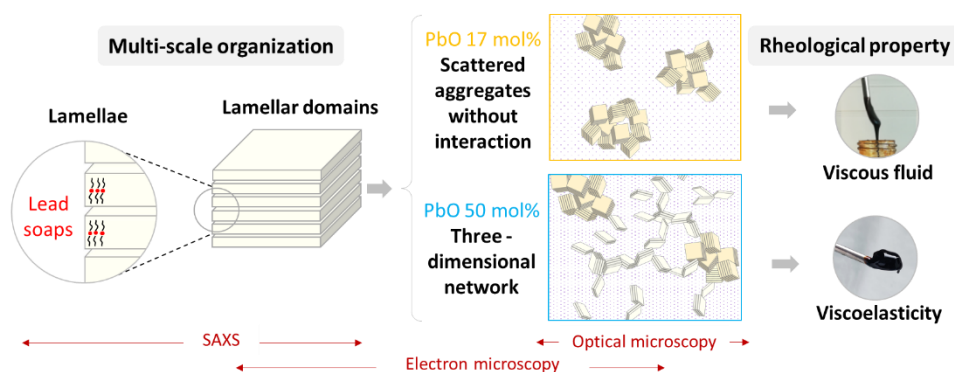 Multi-scale organization
Lamellae
Lamellar domains
Lead
soaps
PbO 17 mol%
Scattered
aggregates
without
interaction
PbO 50 mol%
Three -
dimensional
network
Rheological property
Viscous fluid
Viscoelasticity
SAXS
Optical microscopy
Electron microscopy